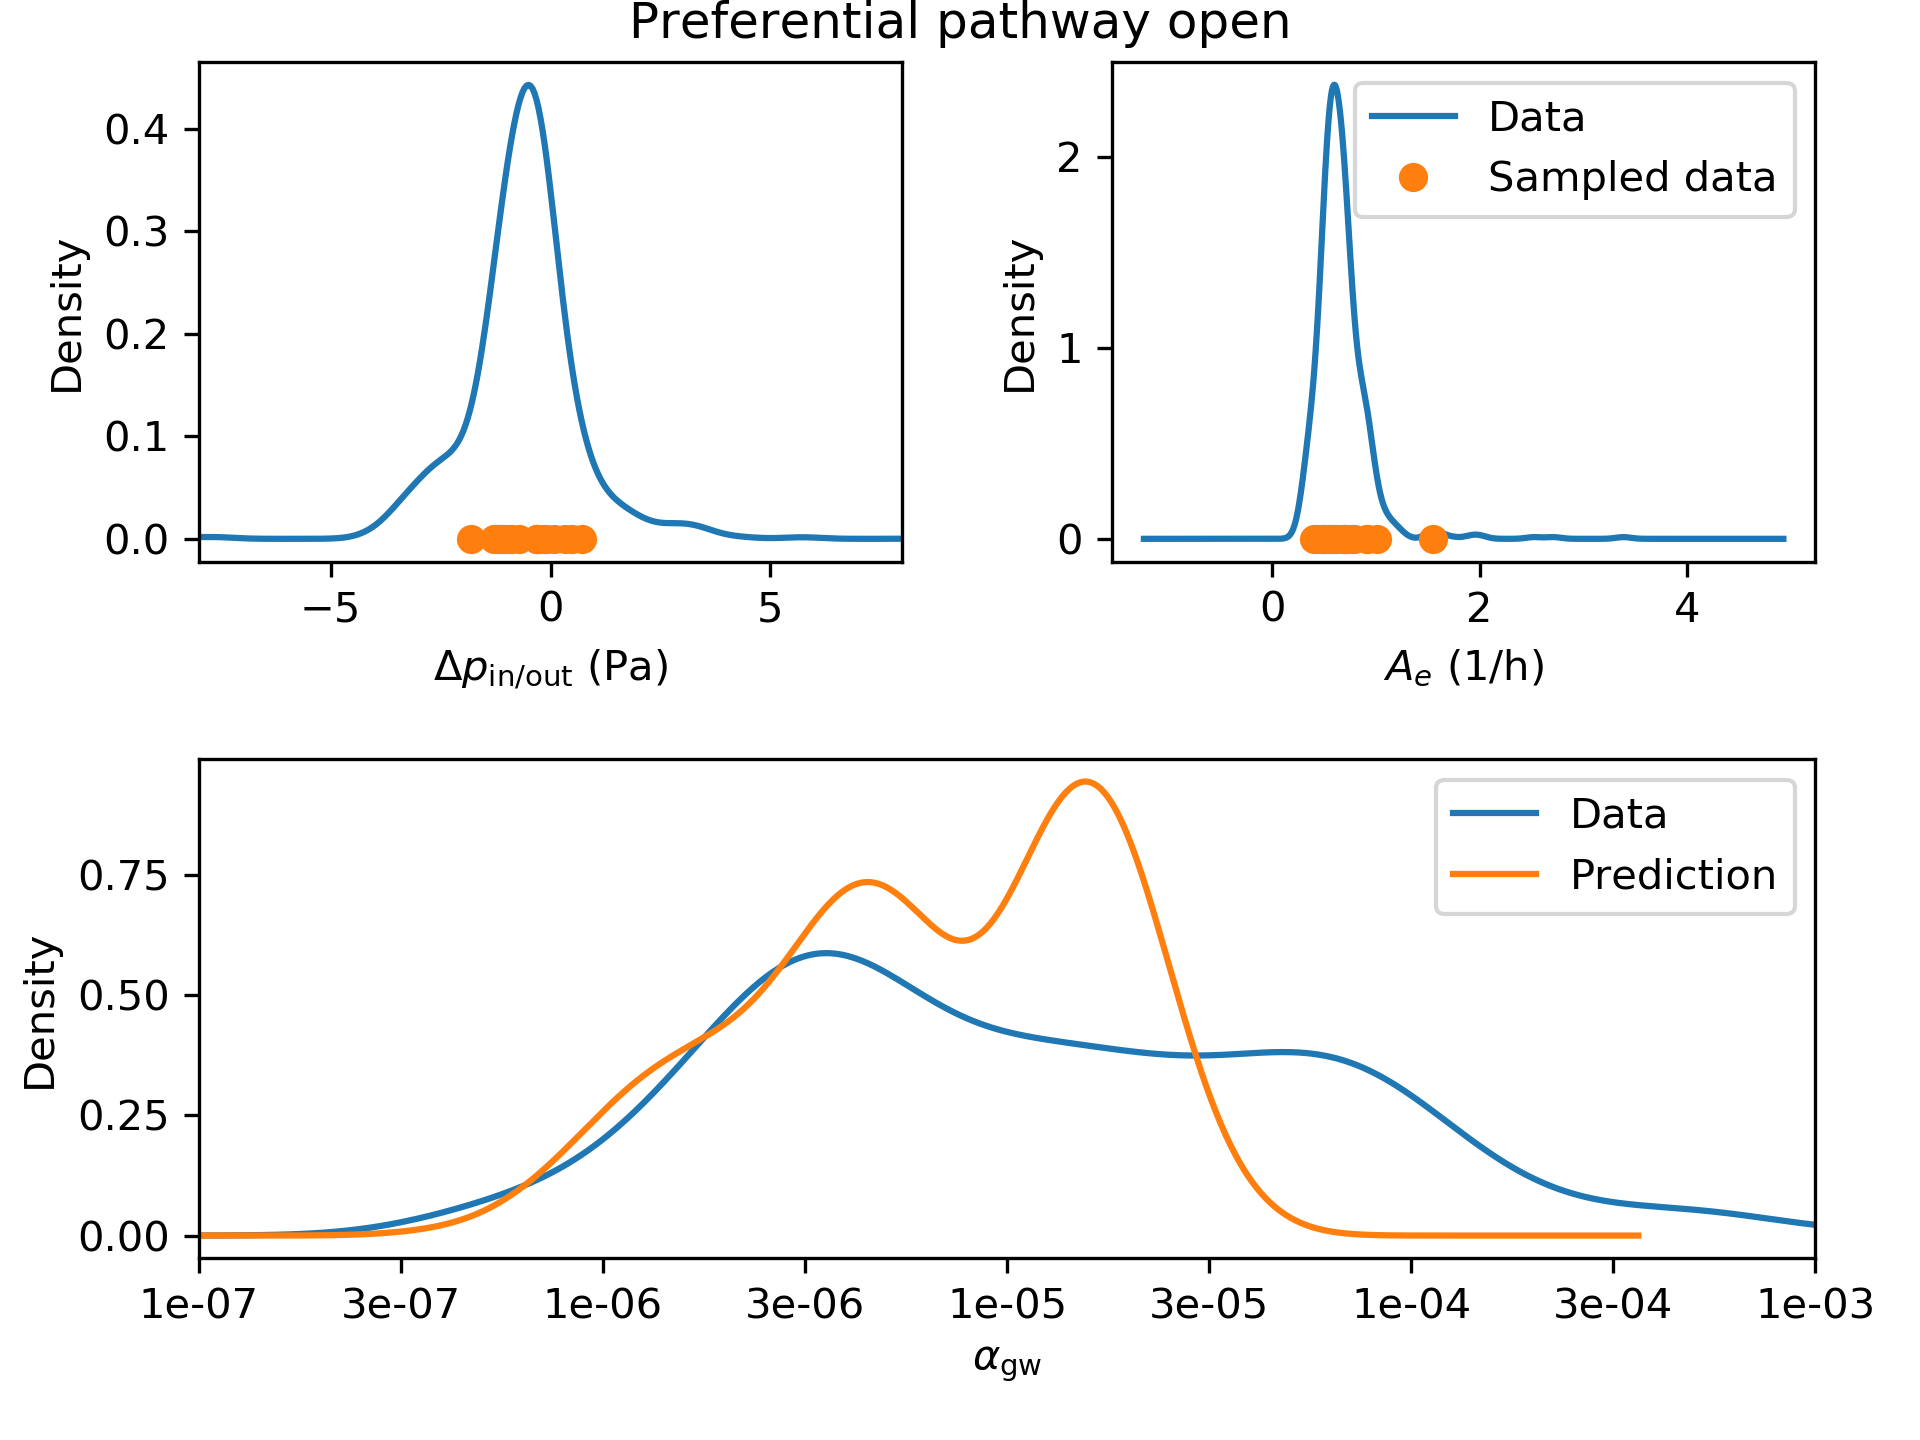 Preferential pathway open
Density
0.4
0.3
0.2
0.1
0.0
−5 0 5
Δp_in/out (Pa)
Density
2
1
0
0 2 4
A_e (1/h)
Data
Sampled data
Density
0.75
0.50
0.25
0.00
1e-07 3e-07 1e-06 3e-06 1e-05 3e-05 1e-04 3e-04 1e-03
α_gw
Data
Prediction